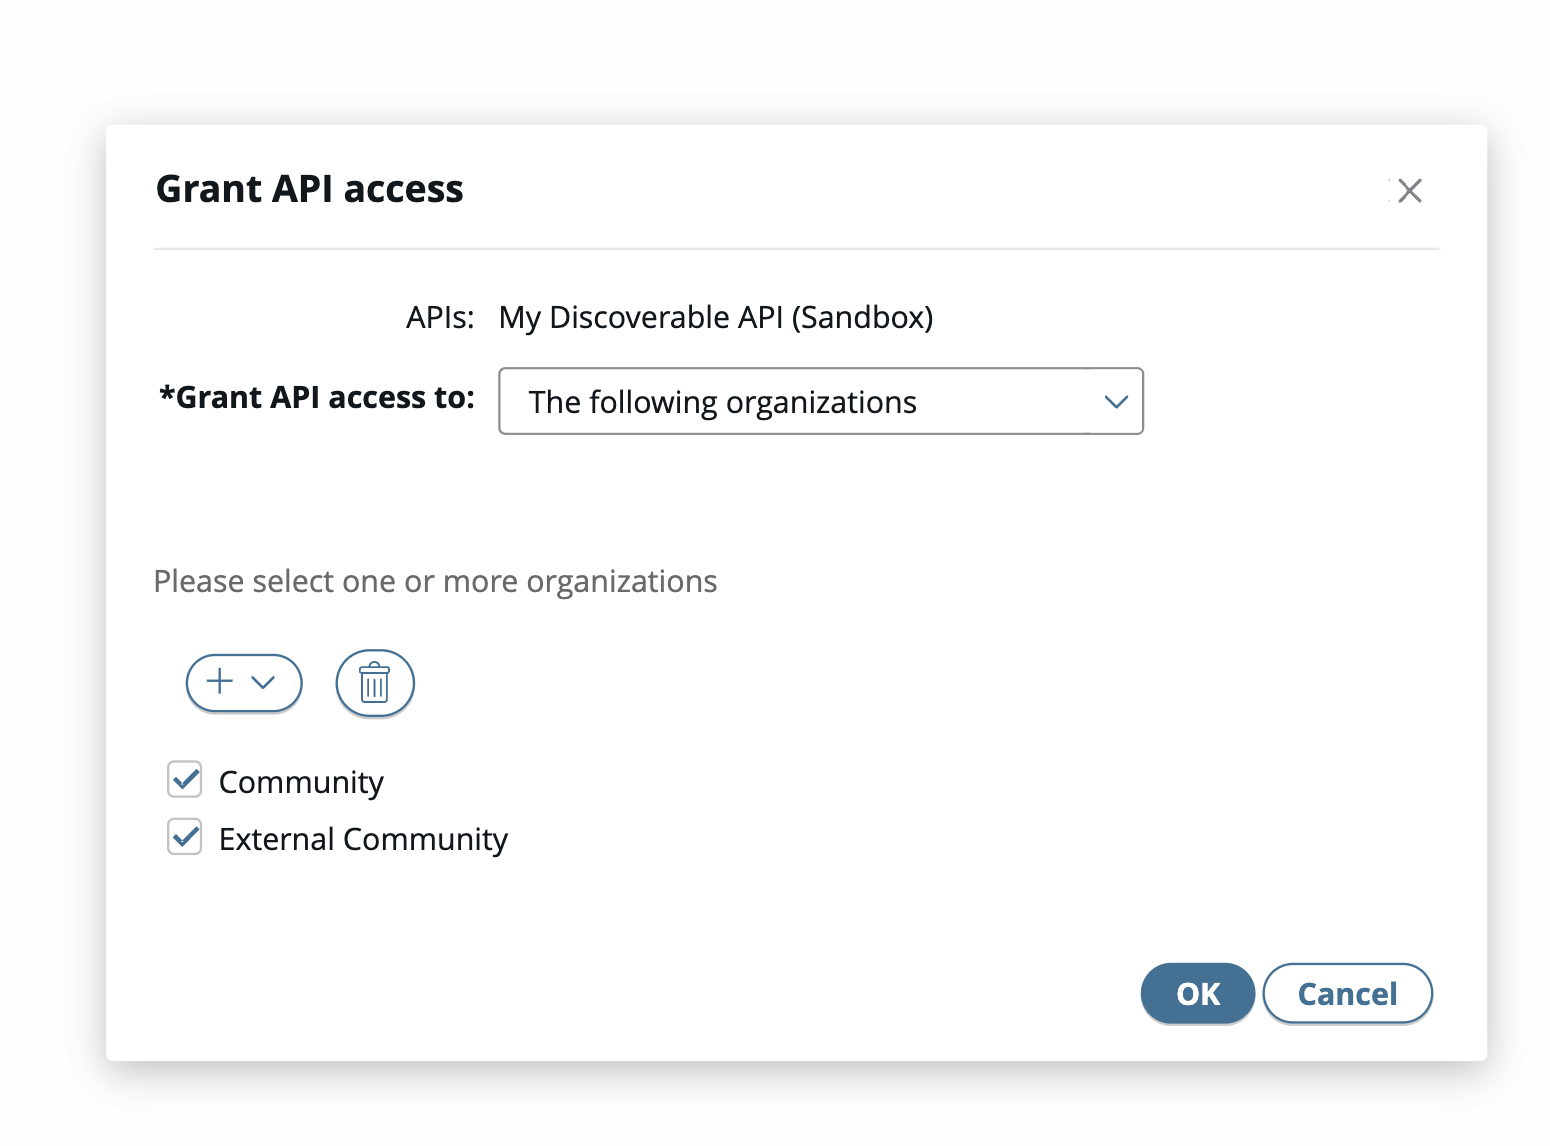 Grant API access
APIs: My Discoverable API (Sandbox)
*Grant API access to: The following organizations
Please select one or more organizations
Community
External Community
OK Cancel